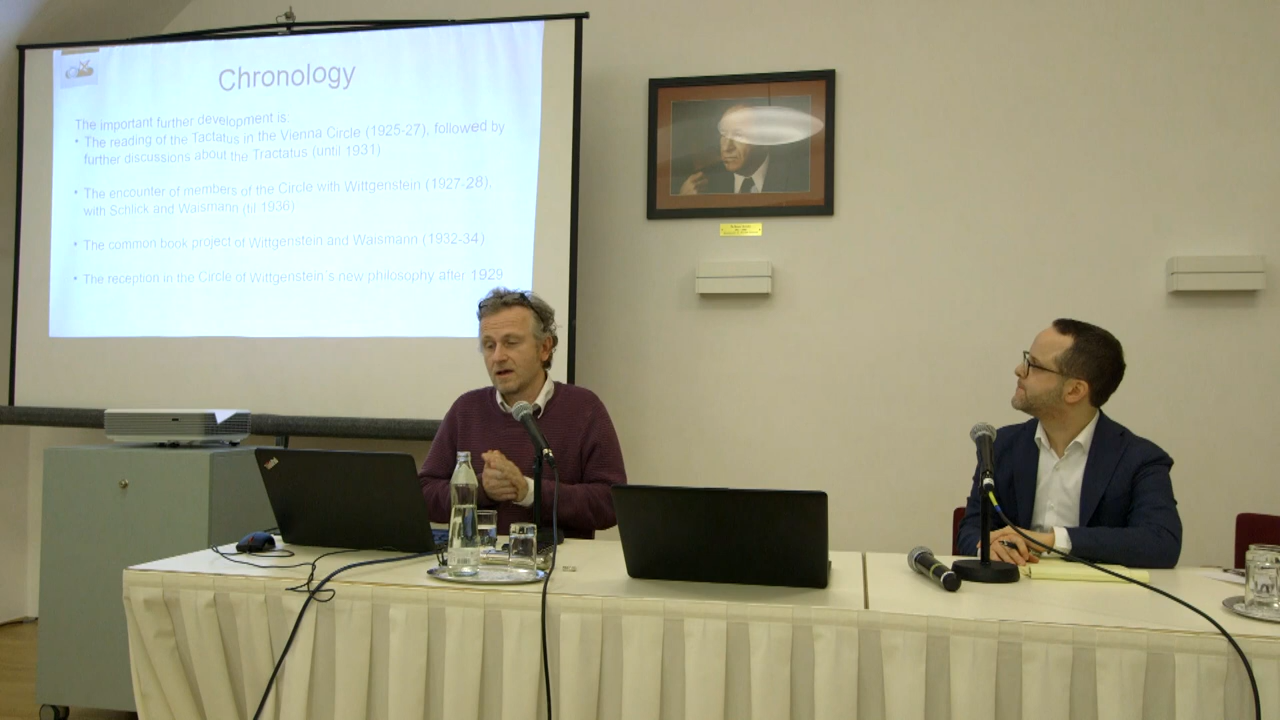 Chronology
The important further development is:
• The reading of the Tactatus in the Vienna Circle (1925-27), followed by
further discussions about the Tractatus (until 1931)
• The encounter of members of the Circle with Wittgenstein (1927-28),
with Schlick and Waismann (til 1936)
• The common book project of Wittgenstein and Waismann (1932-34)
• The reception in the Circle of Wittgenstein´s new philosophy after 1929